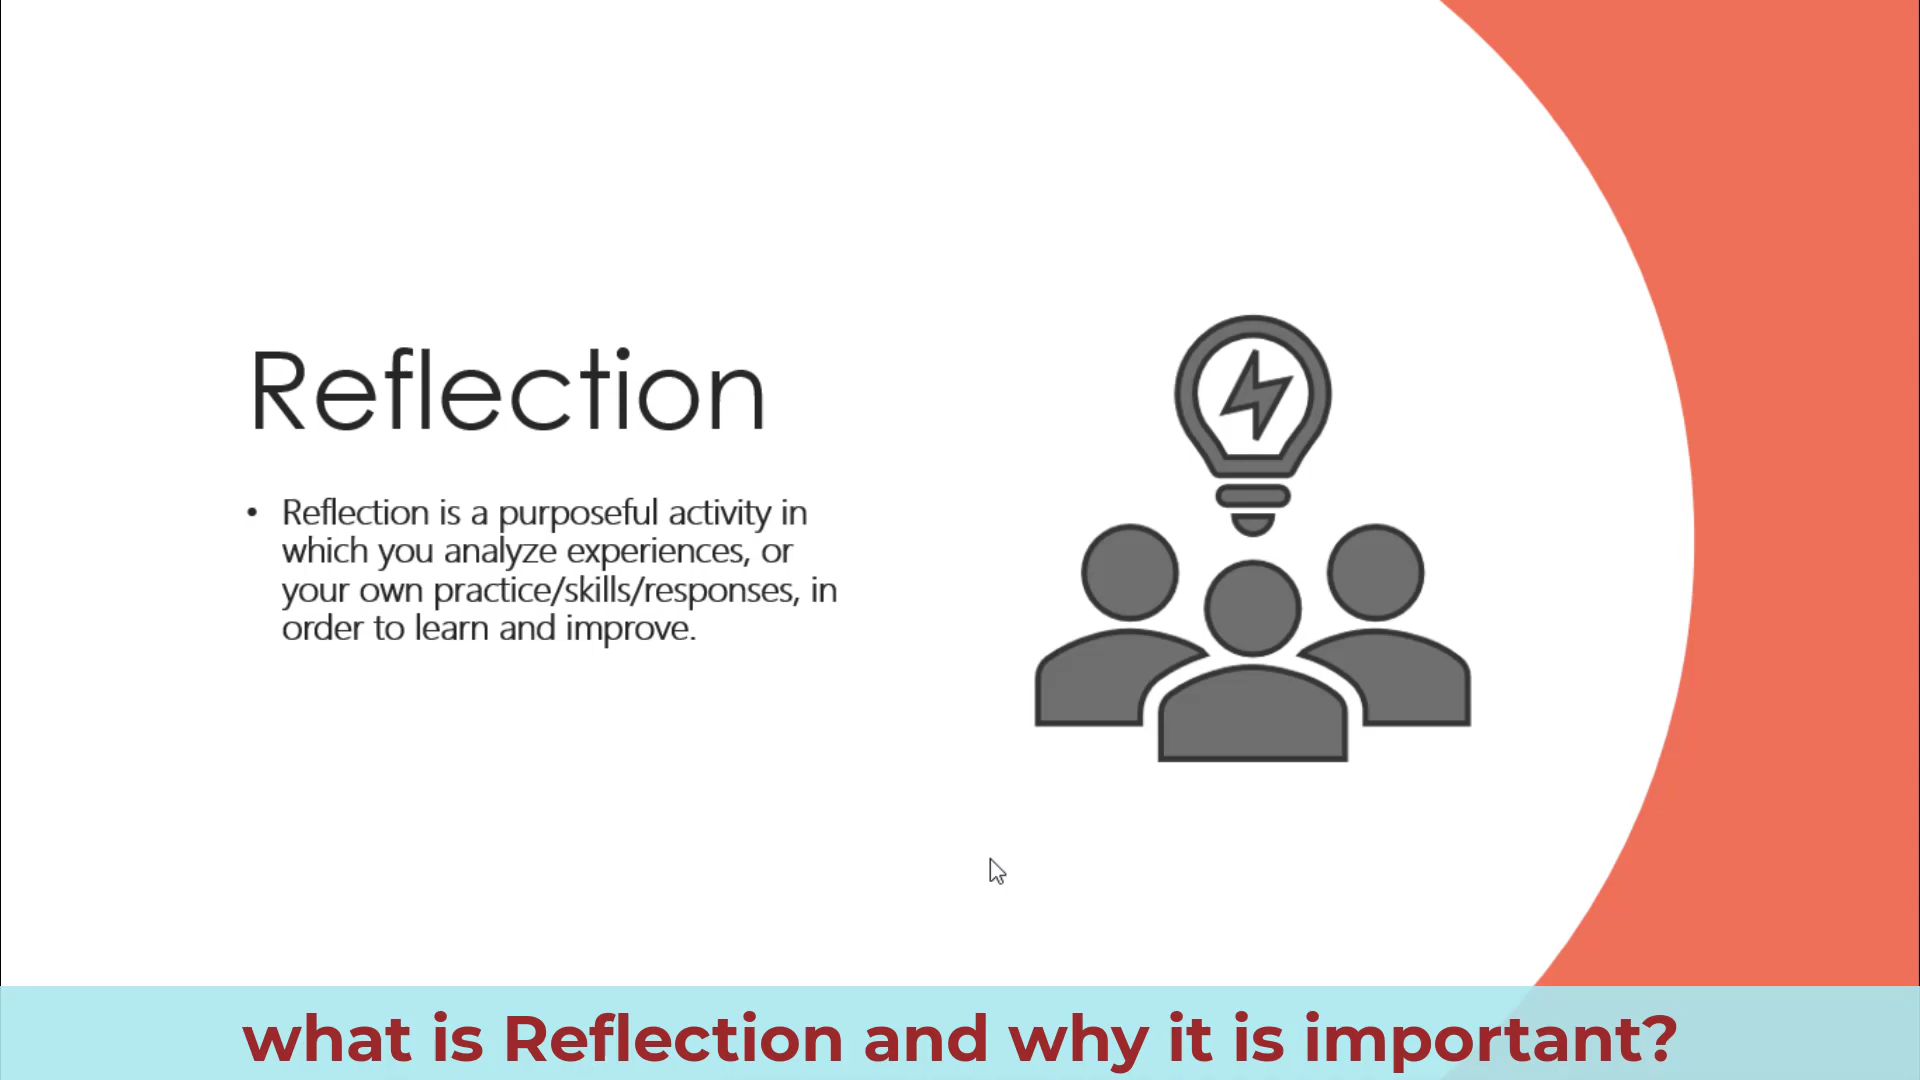 Reflection
• Reflection is a purposeful activity in
which you analyze experiences, or
your own practice/skills/responses, in
order to learn and improve.
what is Reflection and why it is important?